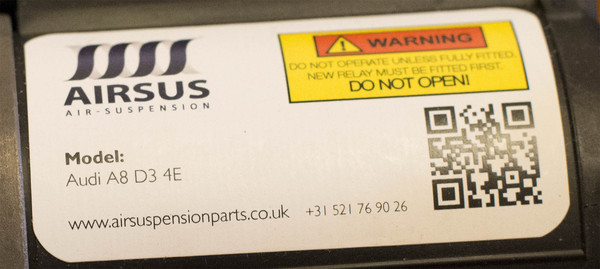 AIRSUS
AIR-SUSPENSION
WARNING
DO NOT OPERATE UNLESS FULLY FITTED.
NEW RELAY MUST BE FITTED FIRST.
DO NOT OPEN!
Model:
Audi A8 D3 4E
www.airsuspensionparts.co.uk +31 521 76 90 26